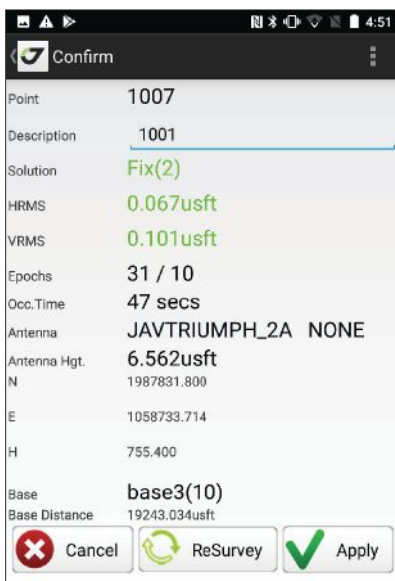 4:51
Confirm
Point 1007
Description 1001
Solution Fix(2)
HRMS 0.067usft
VRMS 0.101usft
Epochs 31 / 10
Occ.Time 47 secs
Antenna JAVTRIUMPH_2A NONE
Antenna Hgt. 6.562usft
N 1987831.800
E 1058733.714
H 755.400
Base base3(10)
Base Distance 19243.034usft
Cancel ReSurvey Apply